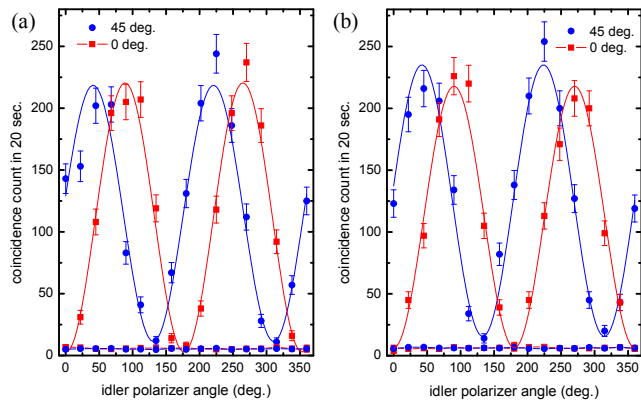 (a)
45 deg.
0 deg.
coincidence count in 20 sec.
250
200
150
100
50
0
0 50 100 150 200 250 300 350
idler polarizer angle (deg.)
(b)
45 deg.
0 deg.
coincidence count in 20 sec.
250
200
150
100
50
0
0 50 100 150 200 250 300 350
idler polarizer angle (deg.)